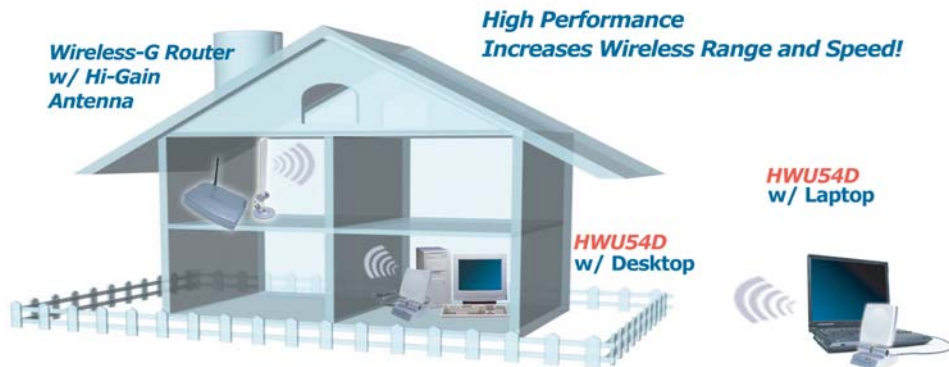 High Performance
Increases Wireless Range and Speed!
Wireless-G Router
w/ Hi-Gain
Antenna
HWU54D
w/ Laptop
HWU54D
w/ Desktop